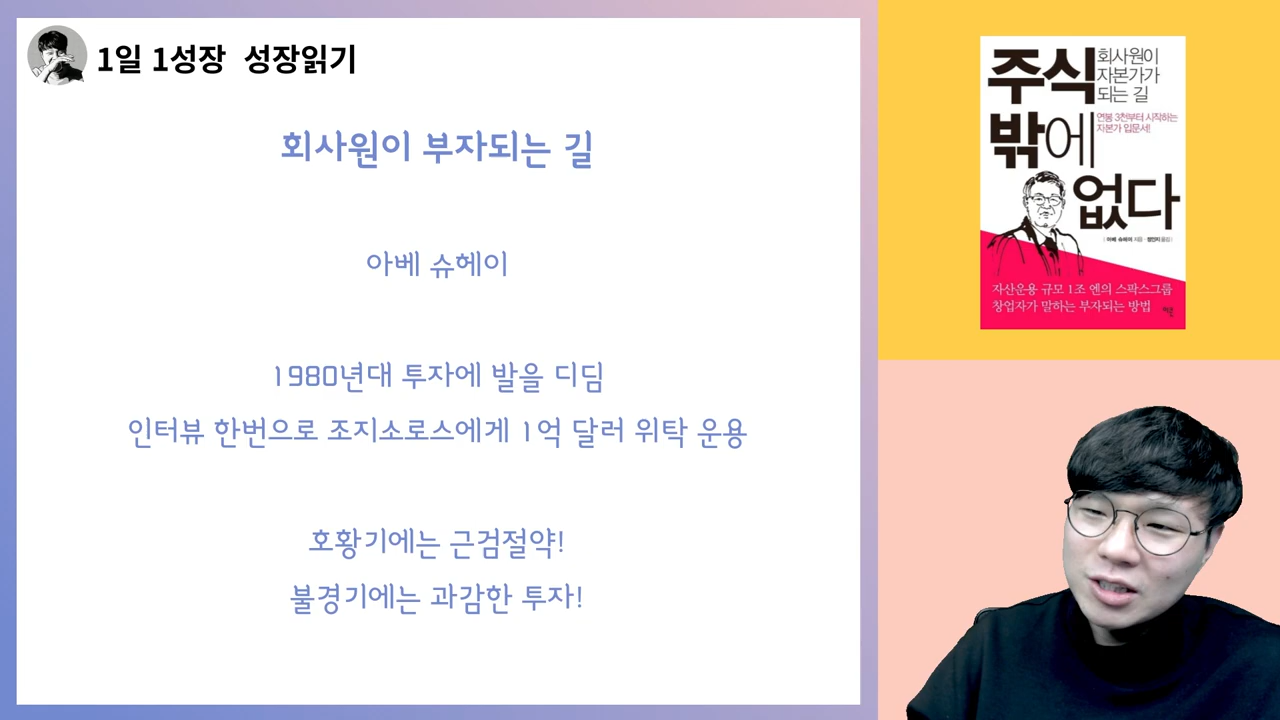 1일 1성장 성장읽기
회사원이 부자되는 길
아베 슈헤이
1980년대 투자에 발을 디딤
인터뷰 한번으로 조지소로스에게 1억 달러 위탁 운용
호황기에는 근검절약!
불경기에는 과감한 투자!
주식
회사원이
자본가가
되는 길
밖에
연봉 3천부터 시작하는
자본가 입문서!
없다
아베 슈헤이 지음
자산운용 규모 1조 엔의 스팍스그룹
창업자가 말하는 부자되는 방법